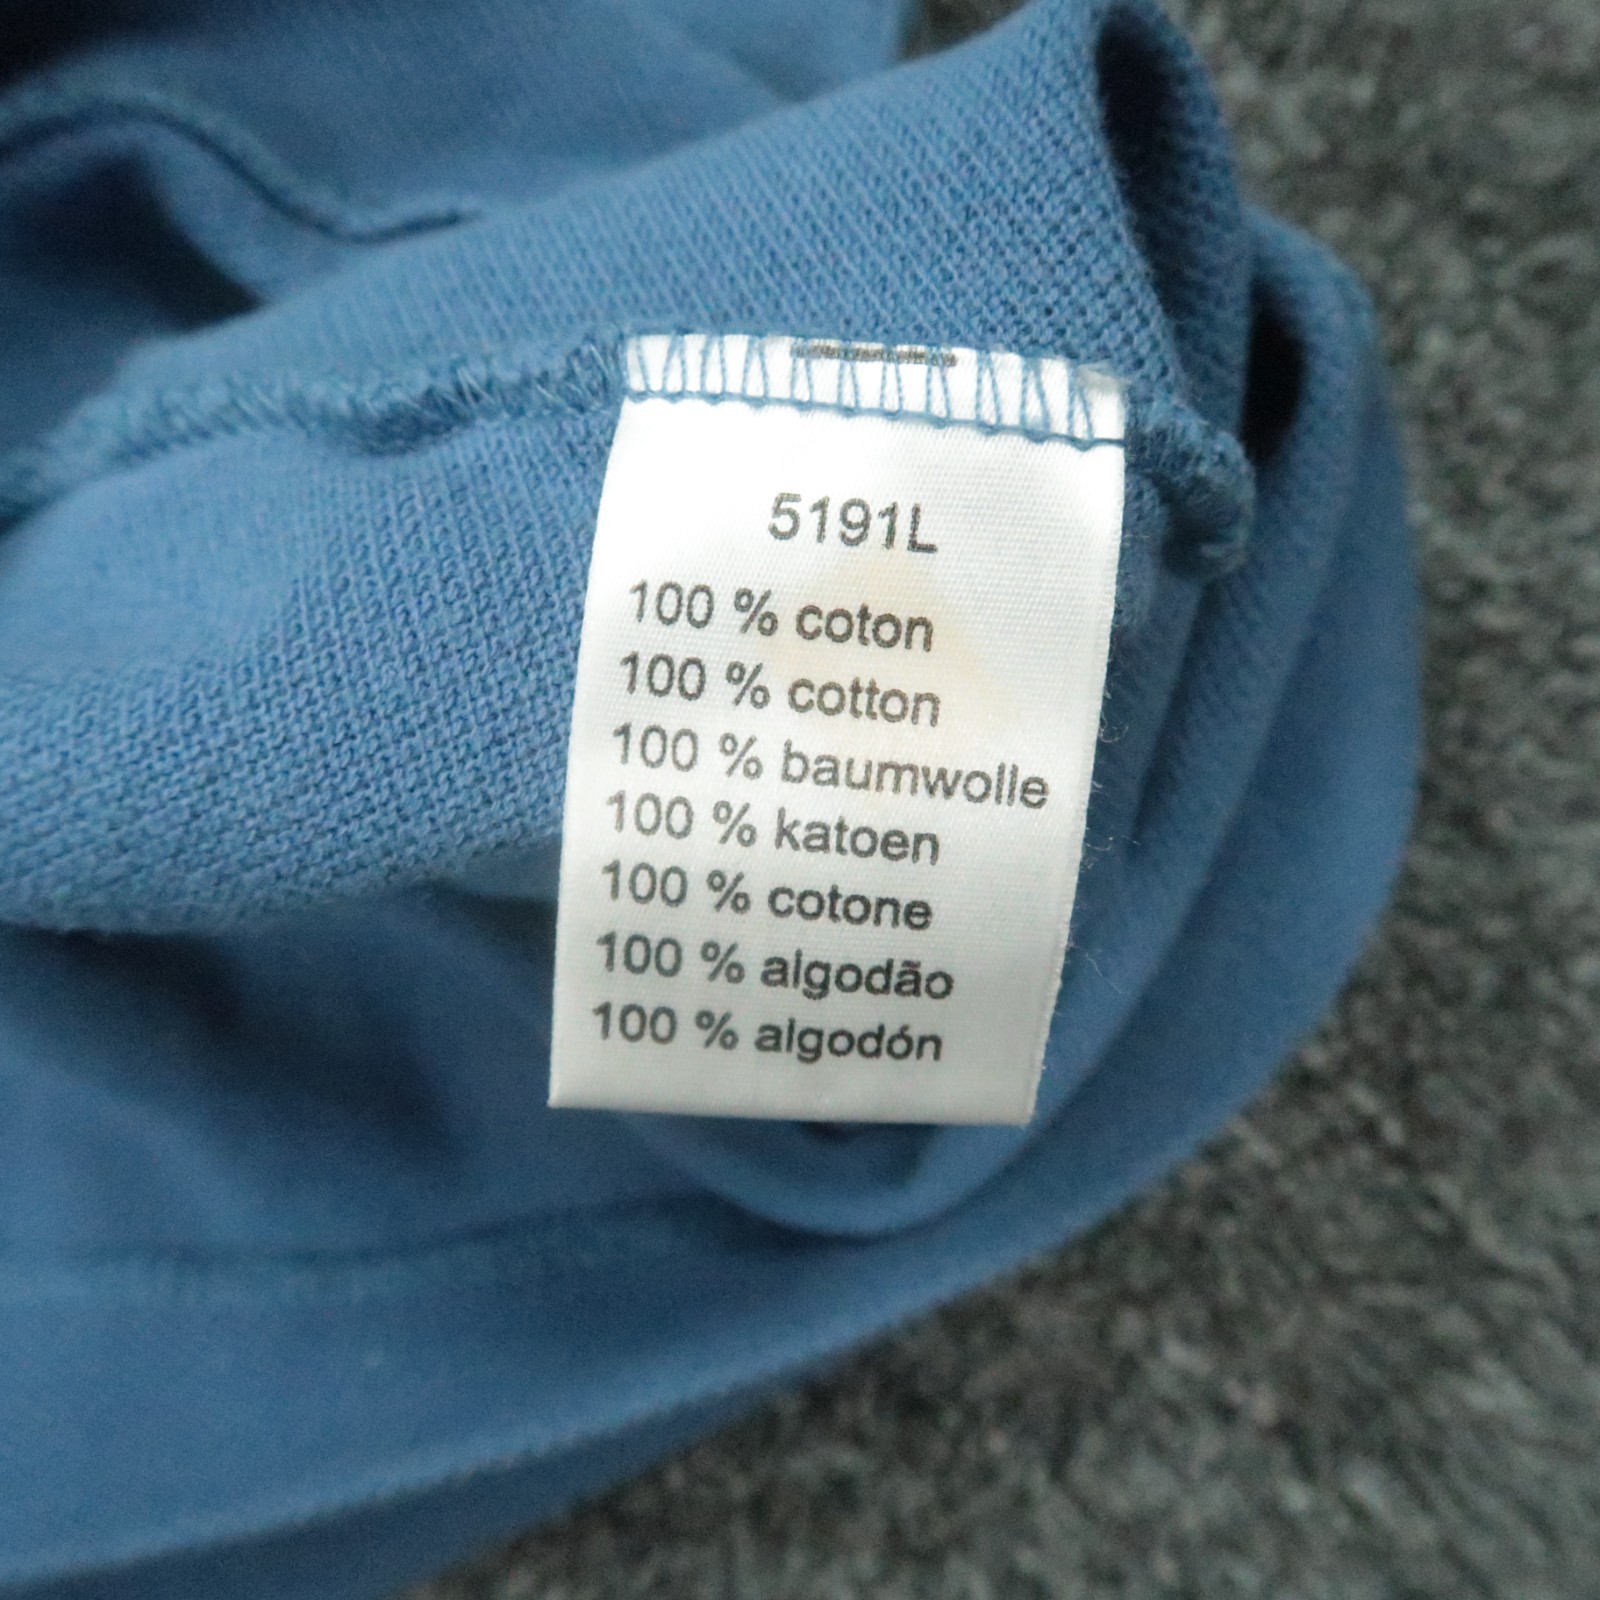 5191L
100 % coton
100 % cotton
100 % baumwolle
100 % katoen
100 % cotone
100 % algodão
100 % algodón